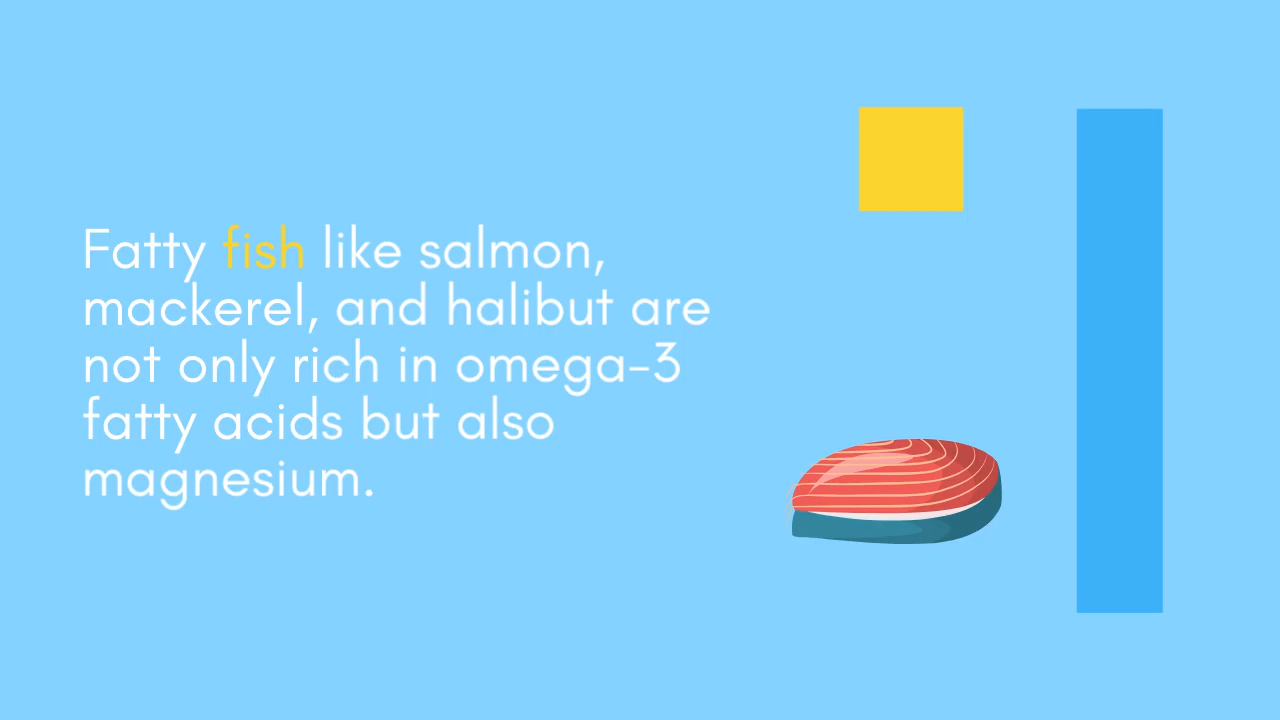 Fatty fish like salmon,
mackerel, and halibut are
not only rich in omega-3
fatty acids but also
magnesium.